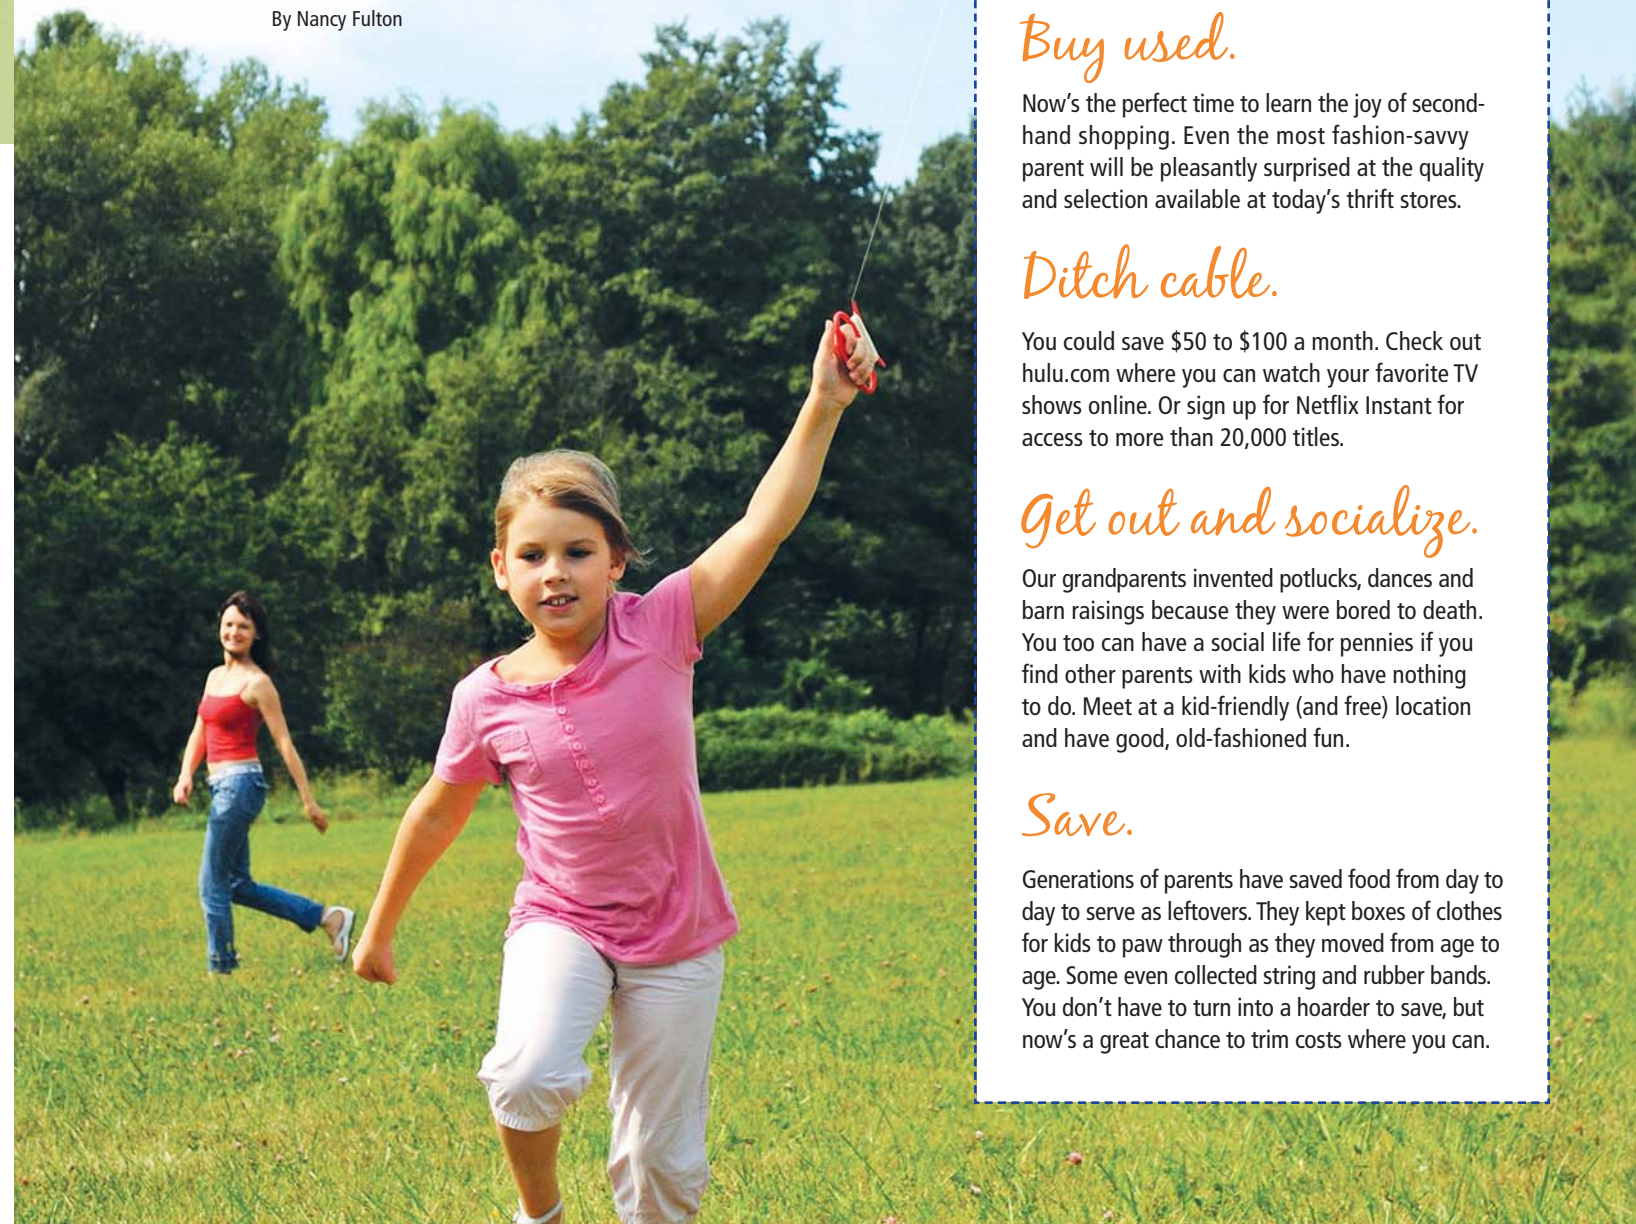 By Nancy Fulton
Buy used.
Now’s the perfect time to learn the joy of second-
hand shopping. Even the most fashion-savvy
parent will be pleasantly surprised at the quality
and selection available at today’s thrift stores.
Ditch cable.
You could save $50 to $100 a month. Check out
hulu.com where you can watch your favorite TV
shows online. Or sign up for Netflix Instant for
access to more than 20,000 titles.
Get out and socialize.
Our grandparents invented potlucks, dances and
barn raisings because they were bored to death.
You too can have a social life for pennies if you
find other parents with kids who have nothing
to do. Meet at a kid-friendly (and free) location
and have good, old-fashioned fun.
Save.
Generations of parents have saved food from day to
day to serve as leftovers. They kept boxes of clothes
for kids to paw through as they moved from age to
age. Some even collected string and rubber bands.
You don’t have to turn into a hoarder to save, but
now’s a great chance to trim costs where you can.